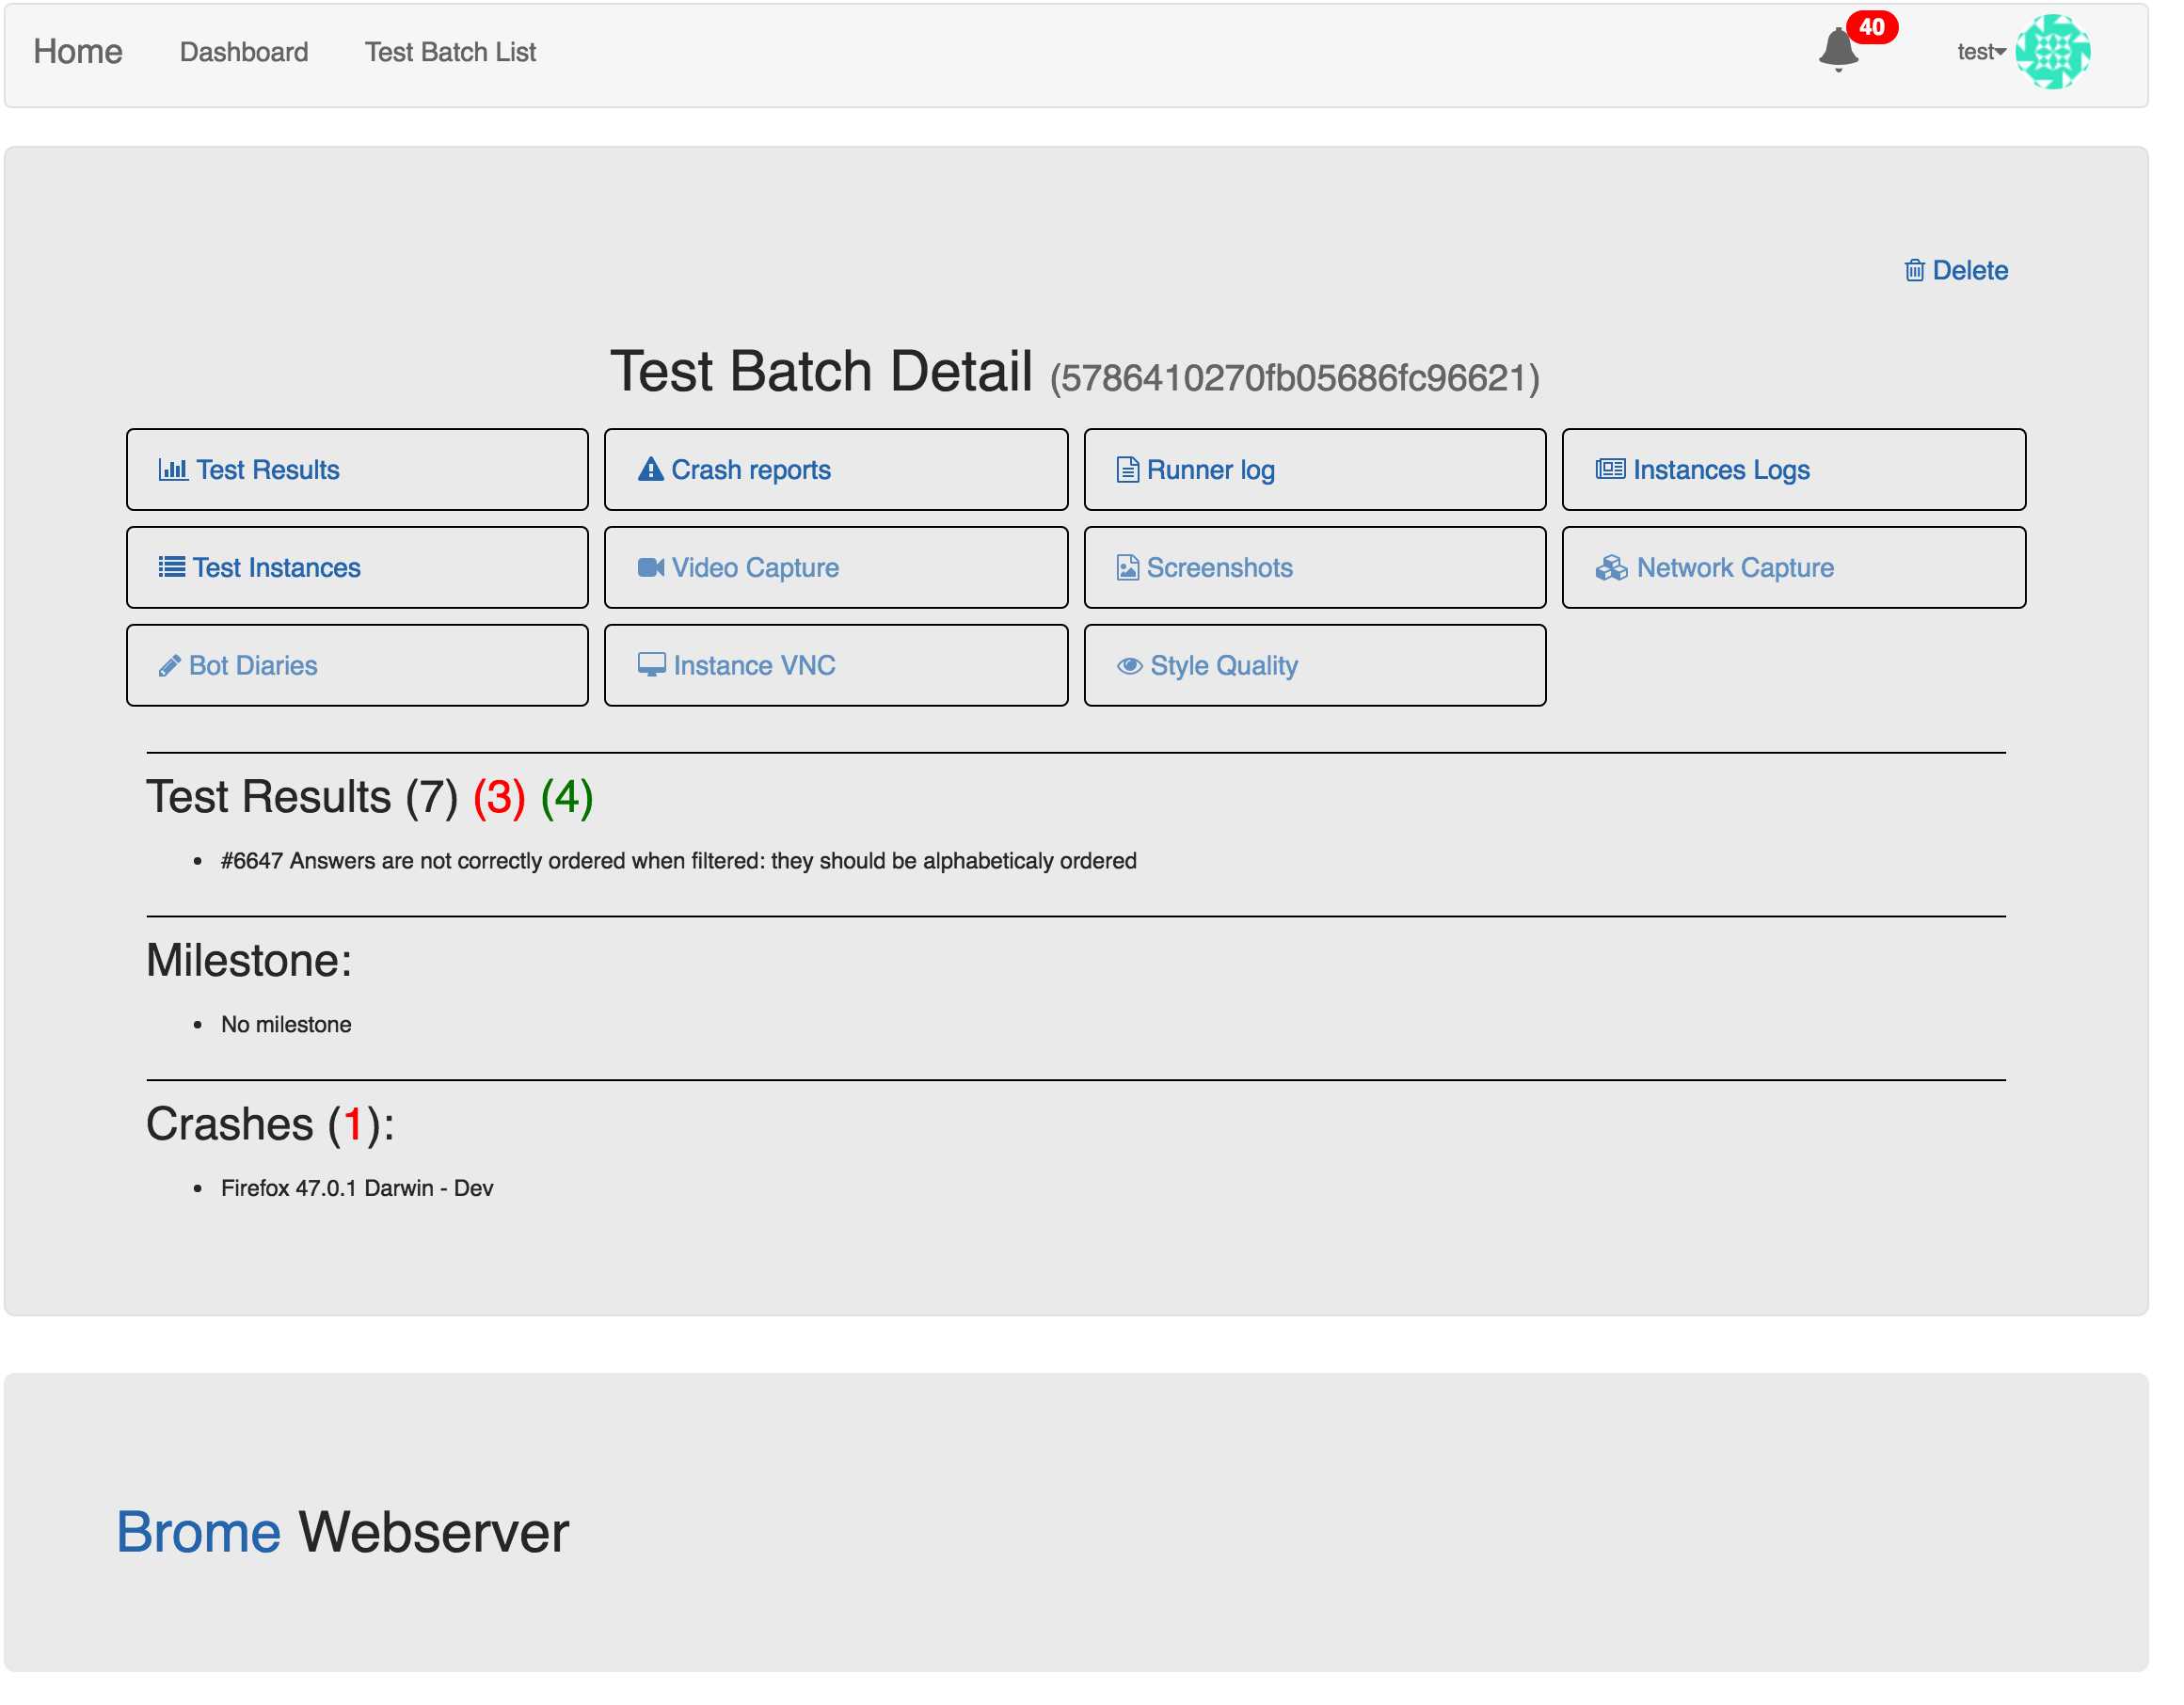 Home Dashboard Test Batch List 40 test
Delete
Test Batch Detail (5786410270fb05686fc96621)
Test Results Crash reports Runner log Instances Logs
Test Instances Video Capture Screenshots Network Capture
Bot Diaries Instance VNC Style Quality
Test Results (7) (3) (4)
• #6647 Answers are not correctly ordered when filtered: they should be alphabeticaly ordered
Milestone:
• No milestone
Crashes (1):
• Firefox 47.0.1 Darwin - Dev
Brome Webserver